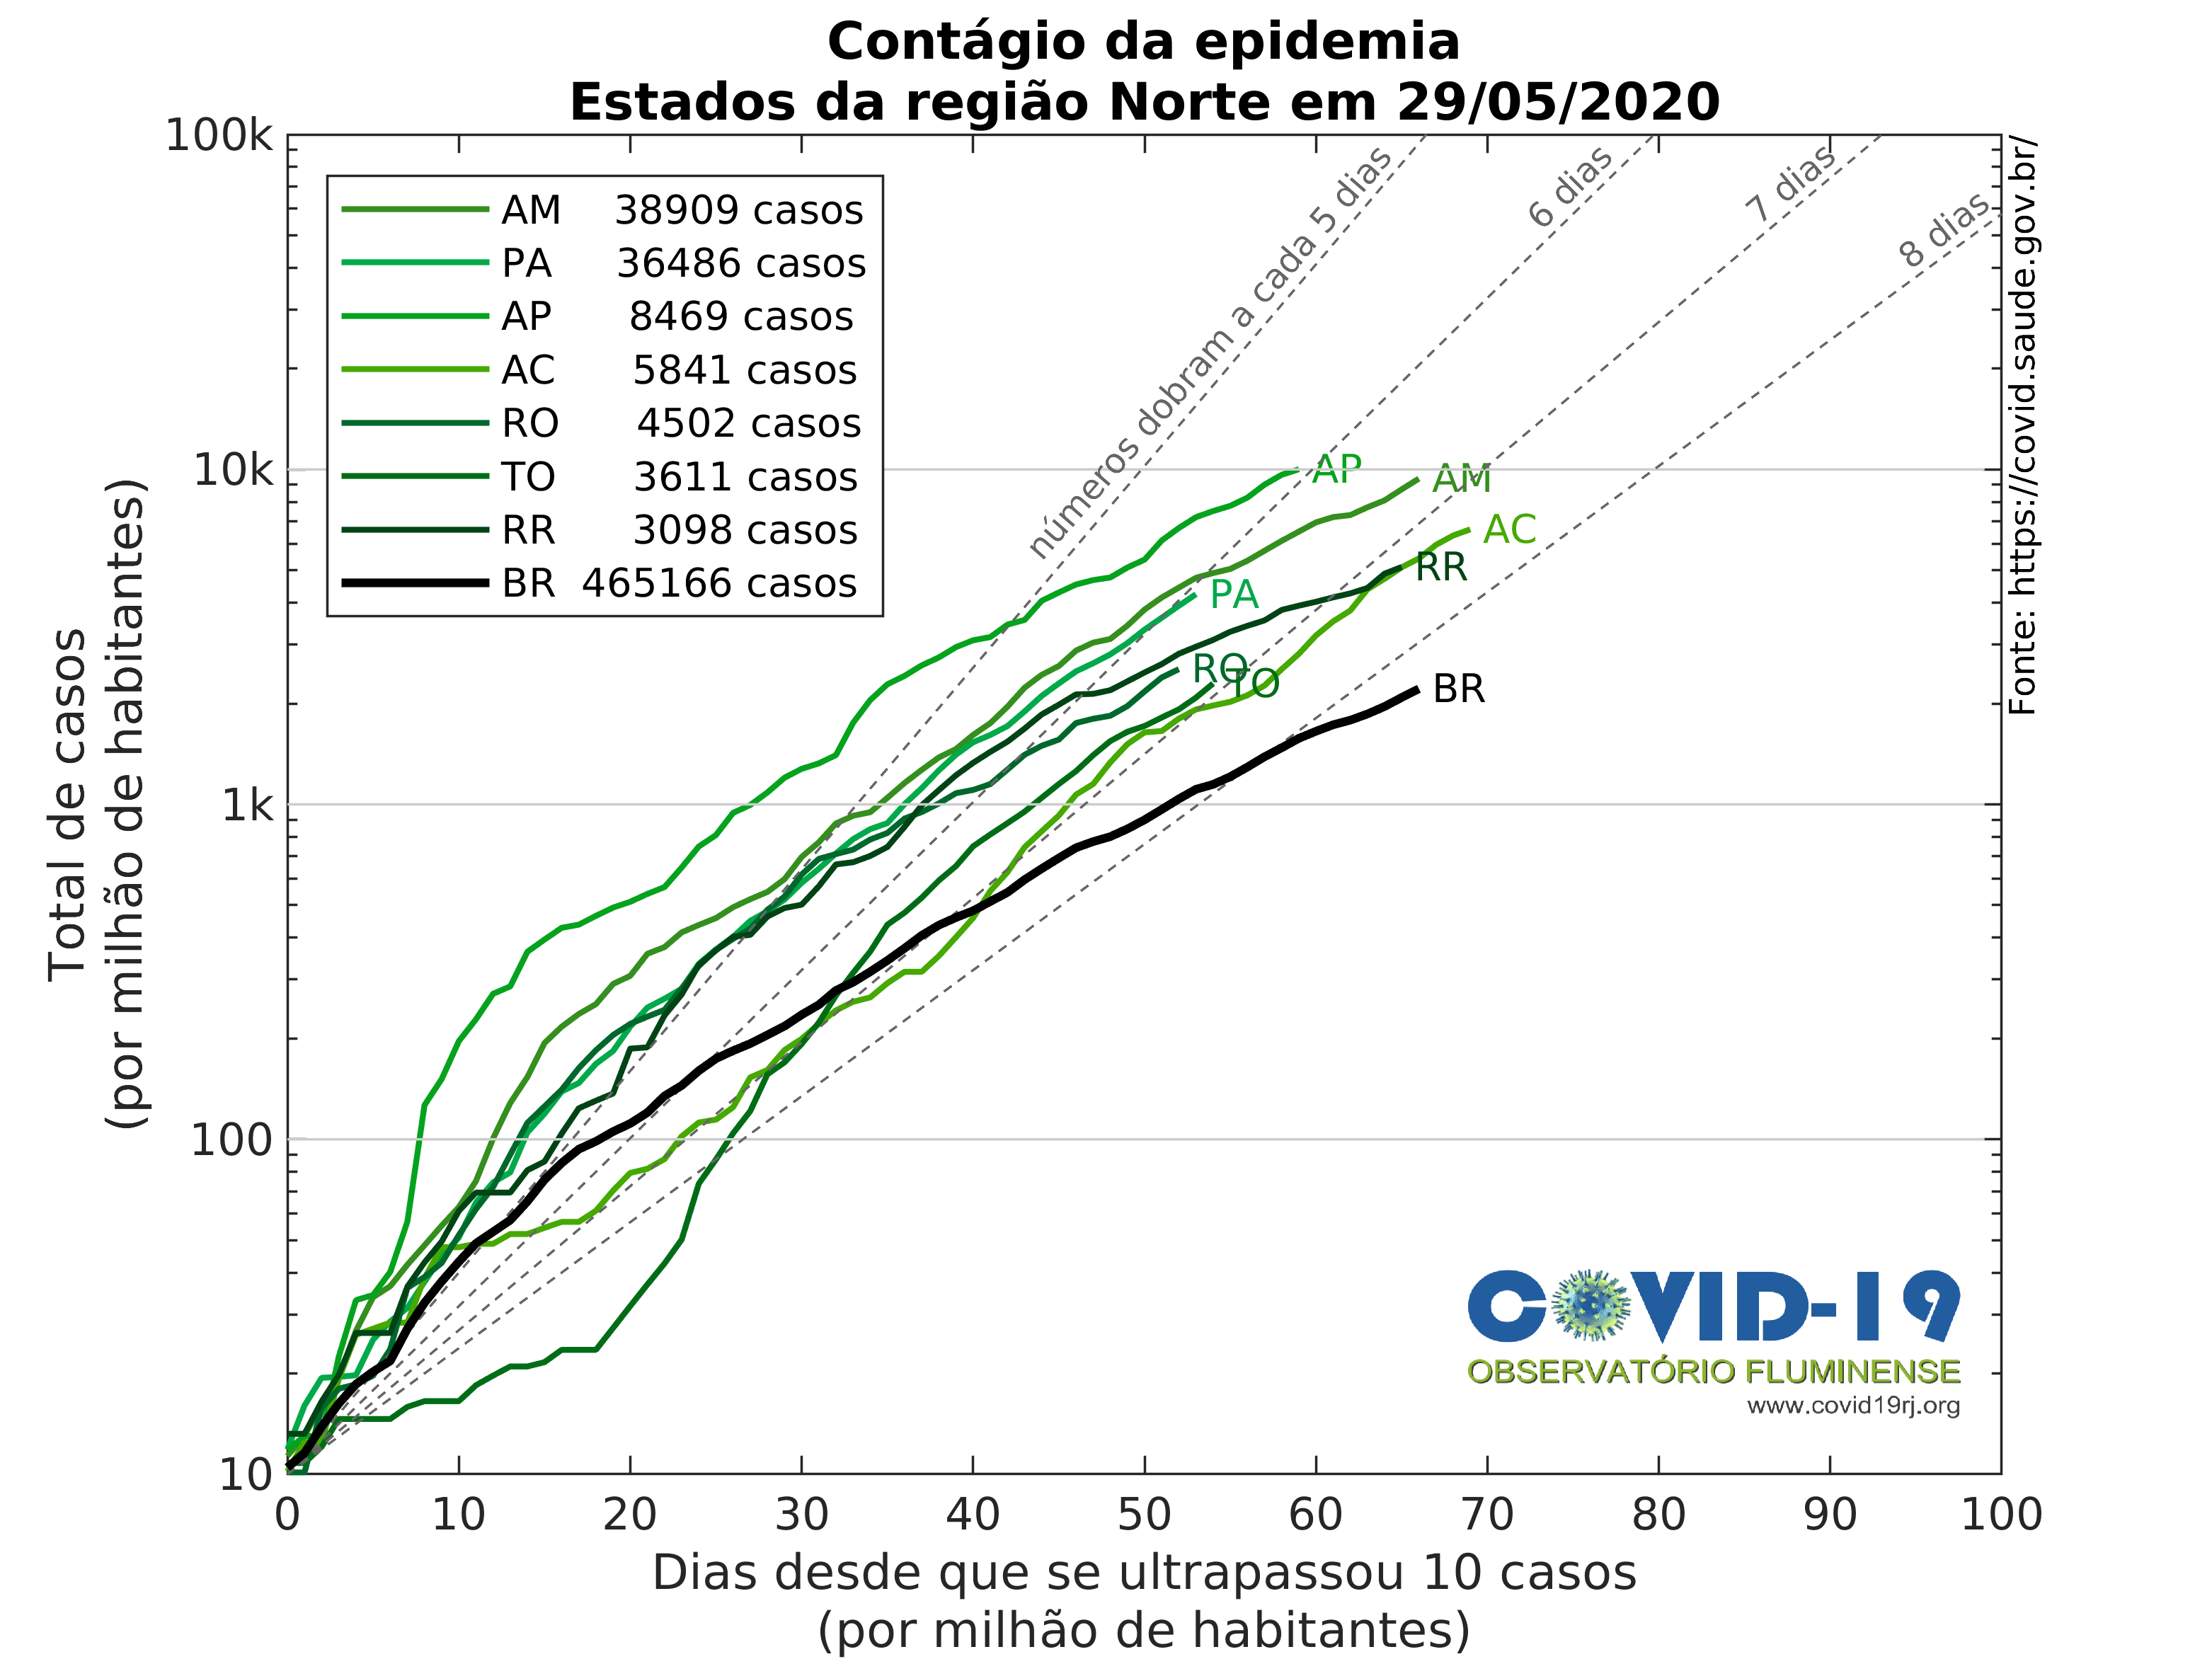 Contágio da epidemia
Estados da região Norte em 29/05/2020
100k
10k
1k
100
10
Total de casos
(por milhão de habitantes)
AM 38909 casos
PA 36486 casos
AP 8469 casos
AC 5841 casos
RO 4502 casos
TO 3611 casos
RR 3098 casos
BR 465166 casos
números dobram a cada 5 dias
6 dias
7 dias
8 dias
AP
AM
AC
RR
PA
RO
TO
BR
Fonte: https://covid.saude.gov.br/
COVID-19
OBSERVATÓRIO FLUMINENSE
www.covid19rj.org
0 10 20 30 40 50 60 70 80 90 100
Dias desde que se ultrapassou 10 casos
(por milhão de habitantes)